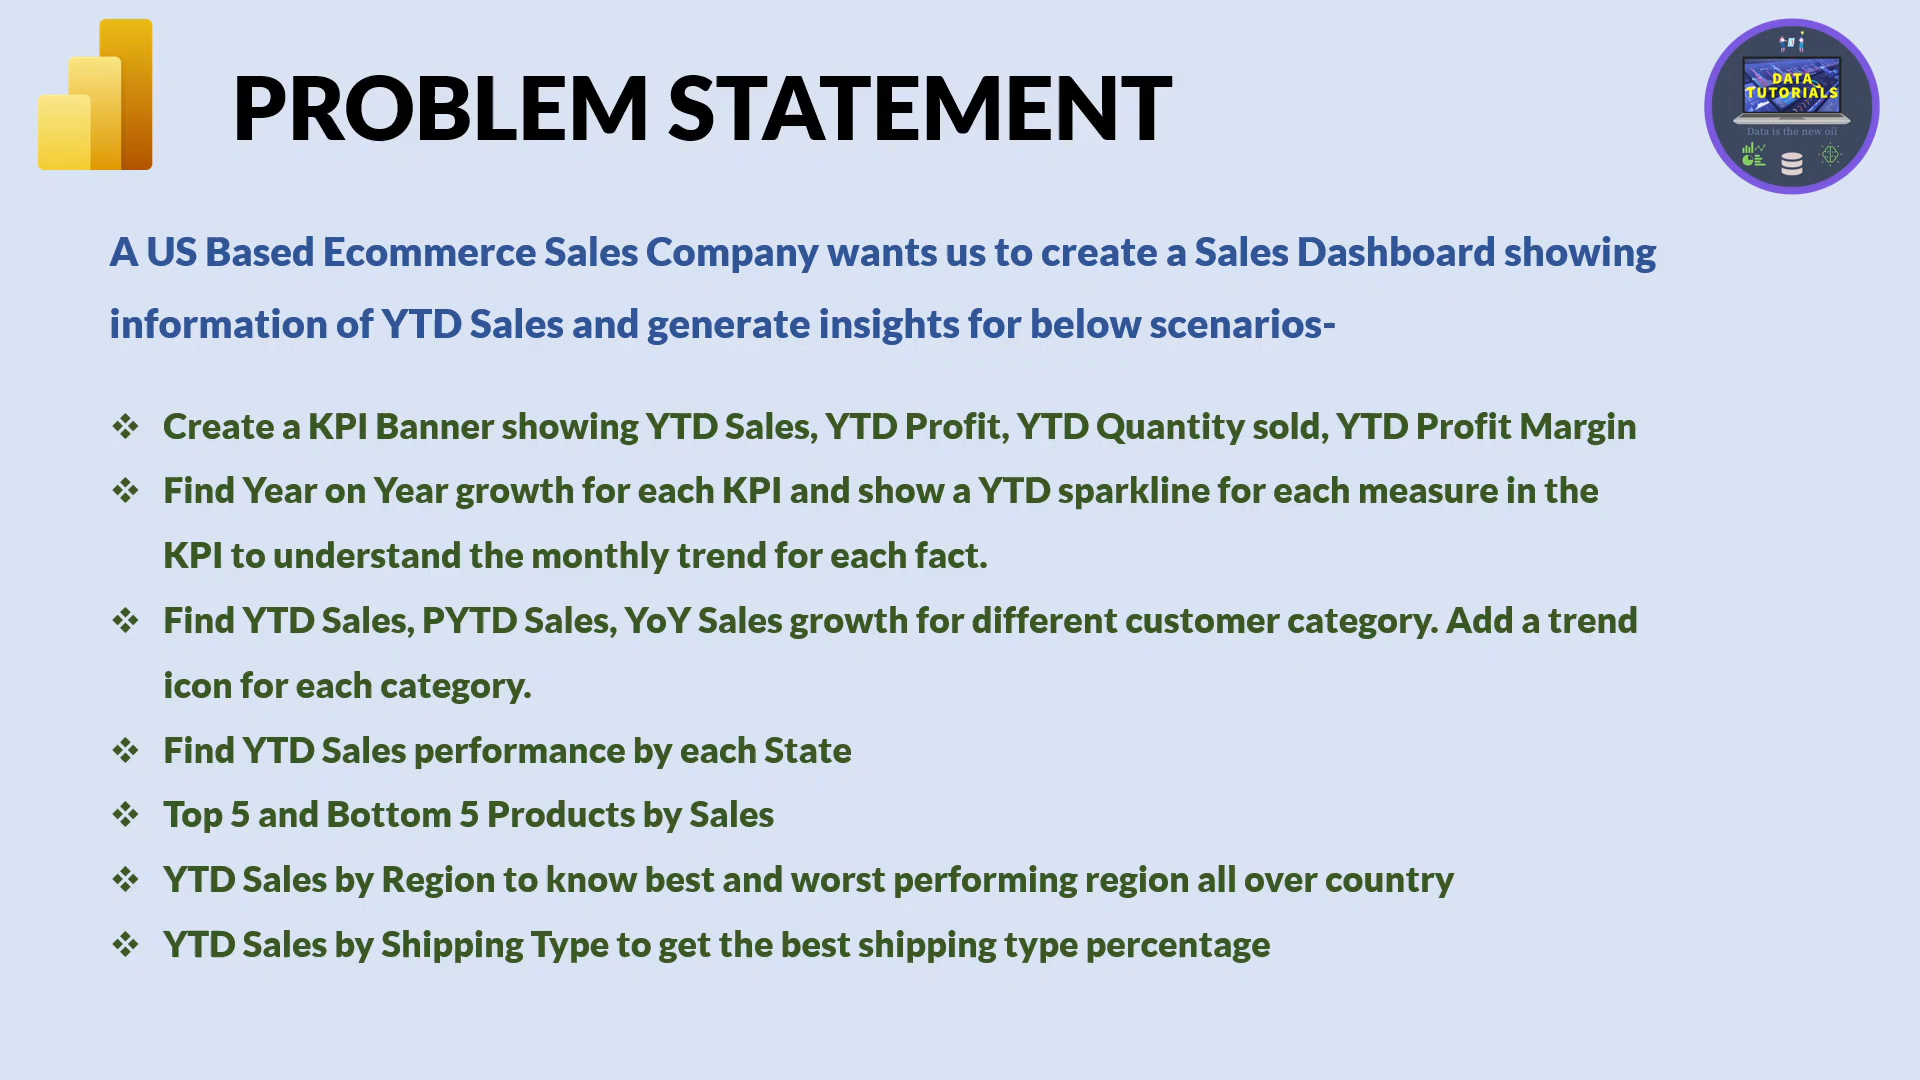 PROBLEM STATEMENT
DATA
TUTORIALS
Data is the new oil
A US Based Ecommerce Sales Company wants us to create a Sales Dashboard showing
information of YTD Sales and generate insights for below scenarios-
❖ Create a KPI Banner showing YTD Sales, YTD Profit, YTD Quantity sold, YTD Profit Margin
❖ Find Year on Year growth for each KPI and show a YTD sparkline for each measure in the
KPI to understand the monthly trend for each fact.
❖ Find YTD Sales, PYTD Sales, YoY Sales growth for different customer category. Add a trend
icon for each category.
❖ Find YTD Sales performance by each State
❖ Top 5 and Bottom 5 Products by Sales
❖ YTD Sales by Region to know best and worst performing region all over country
❖ YTD Sales by Shipping Type to get the best shipping type percentage